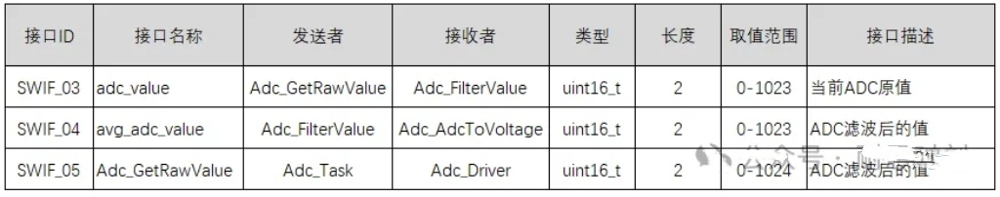 接口ID 接口名称 发送者 接收者 类型 长度 取值范围 接口描述
SWIF_03 adc_value Adc_GetRawValue Adc_FilterValue uint16_t 2 0-1023 当前ADC原值
SWIF_04 avg_adc_value Adc_FilterValue Adc_AdcToVoltage uint16_t 2 0-1023 ADC滤波后的值
SWIF_05 Adc_GetRawValue Adc_Task Adc_Driver uint16_t 2 0-1024 ADC滤波后的值
公众号·